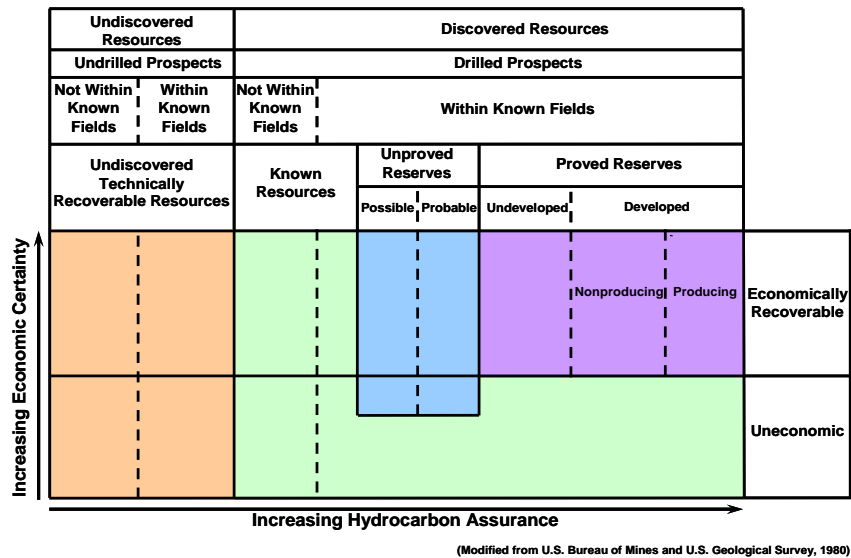 Undiscovered
Resources
Discovered Resources
Undrilled Prospects
Drilled Prospects
Not Within
Known
Fields
Within
Known
Fields
Not Within
Known
Fields
Within Known Fields
Undiscovered
Technically
Recoverable Resources
Known
Resources
Unproved
Reserves
Proved Reserves
Possible
Probable
Undeveloped
Developed
Nonproducing
Producing
Economically
Recoverable
Uneconomic
Increasing Economic Certainty
Increasing Hydrocarbon Assurance
(Modified from U.S. Bureau of Mines and U.S. Geological Survey, 1980)